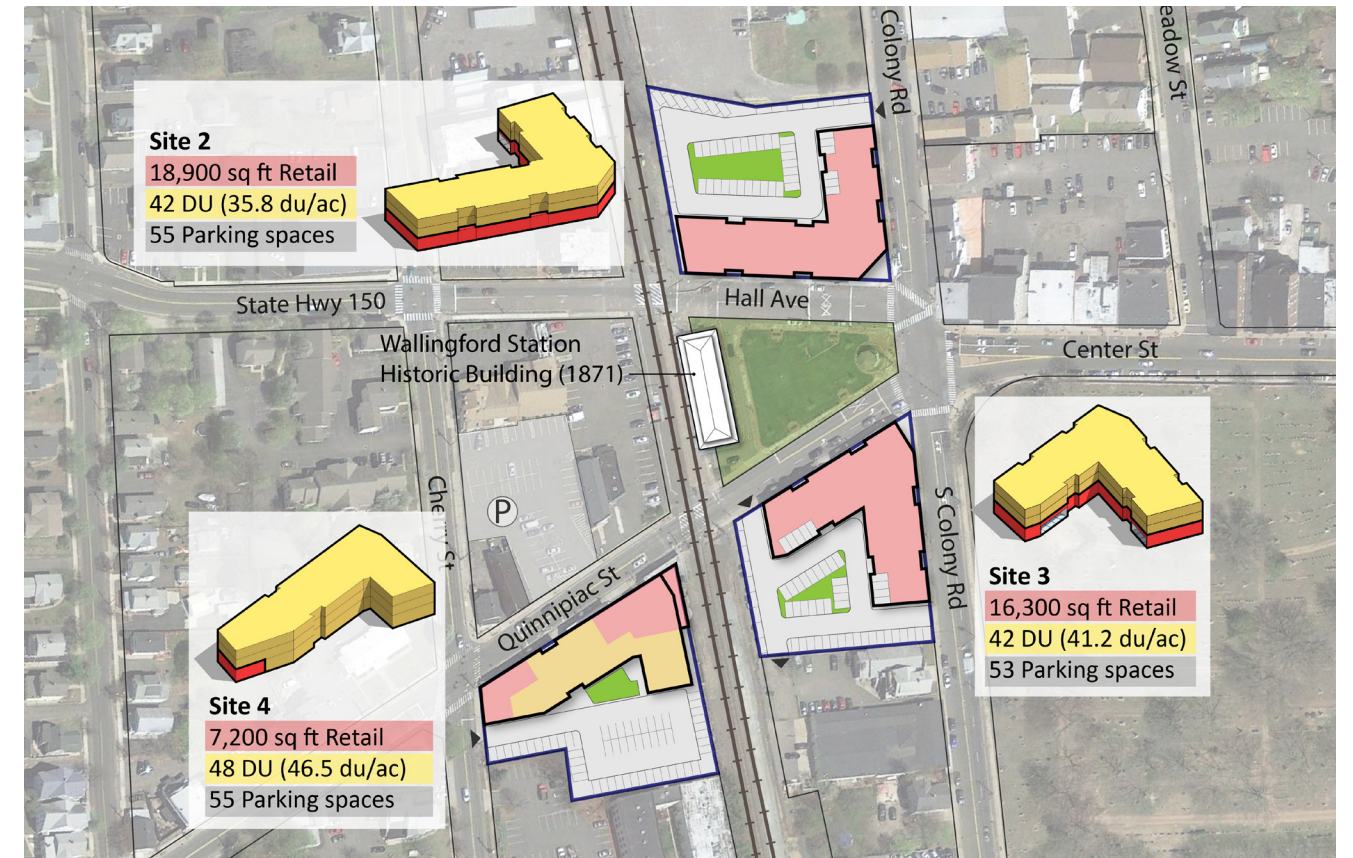 Colony Rd
eadow St
Site 2
18,900 sq ft Retail
42 DU (35.8 du/ac)
55 Parking spaces
State Hwy 150
Hall Ave
Wallingford Station
Historic Building (1871)
Center St
Cherry St
P
S Colony Rd
Quinnipiac St
Site 3
16,300 sq ft Retail
42 DU (41.2 du/ac)
53 Parking spaces
Site 4
7,200 sq ft Retail
48 DU (46.5 du/ac)
55 Parking spaces